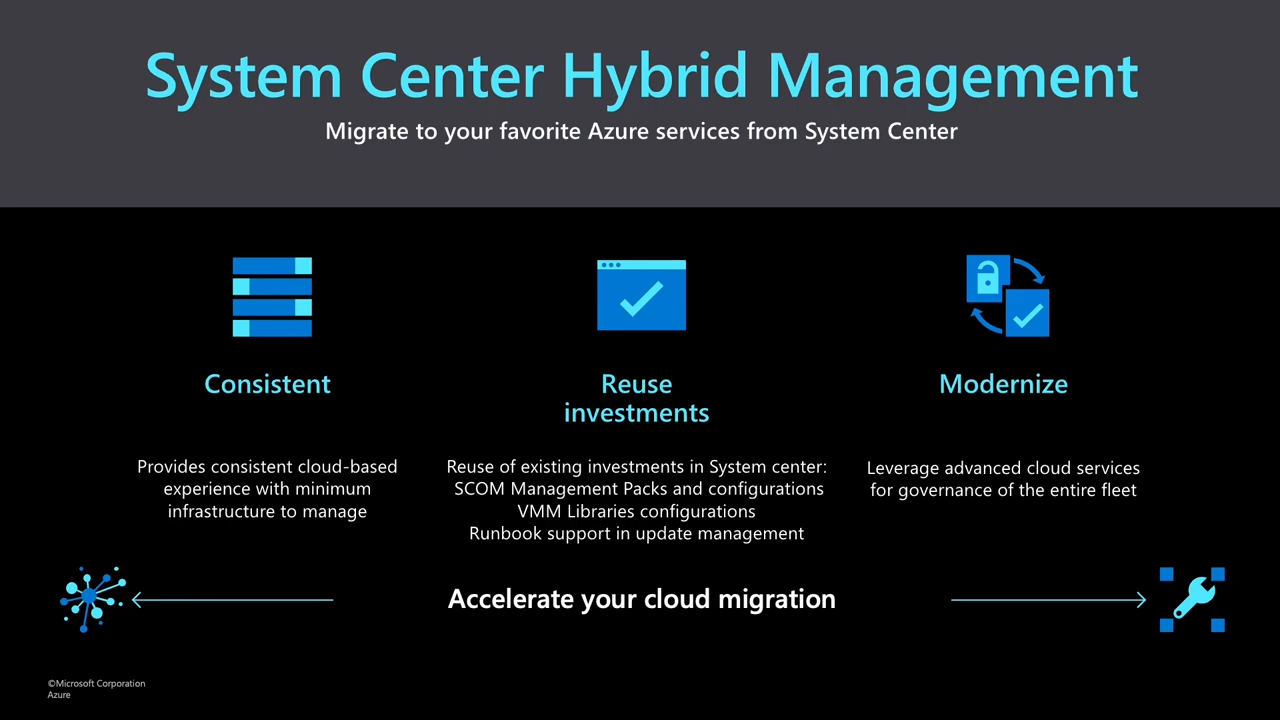 System Center Hybrid Management
Migrate to your favorite Azure services from System Center
Consistent
Provides consistent cloud-based
experience with minimum
infrastructure to manage
Reuse
investments
Reuse of existing investments in System center:
SCOM Management Packs and configurations
VMM Libraries configurations
Runbook support in update management
Modernize
Leverage advanced cloud services
for governance of the entire fleet
Accelerate your cloud migration
©Microsoft Corporation
Azure